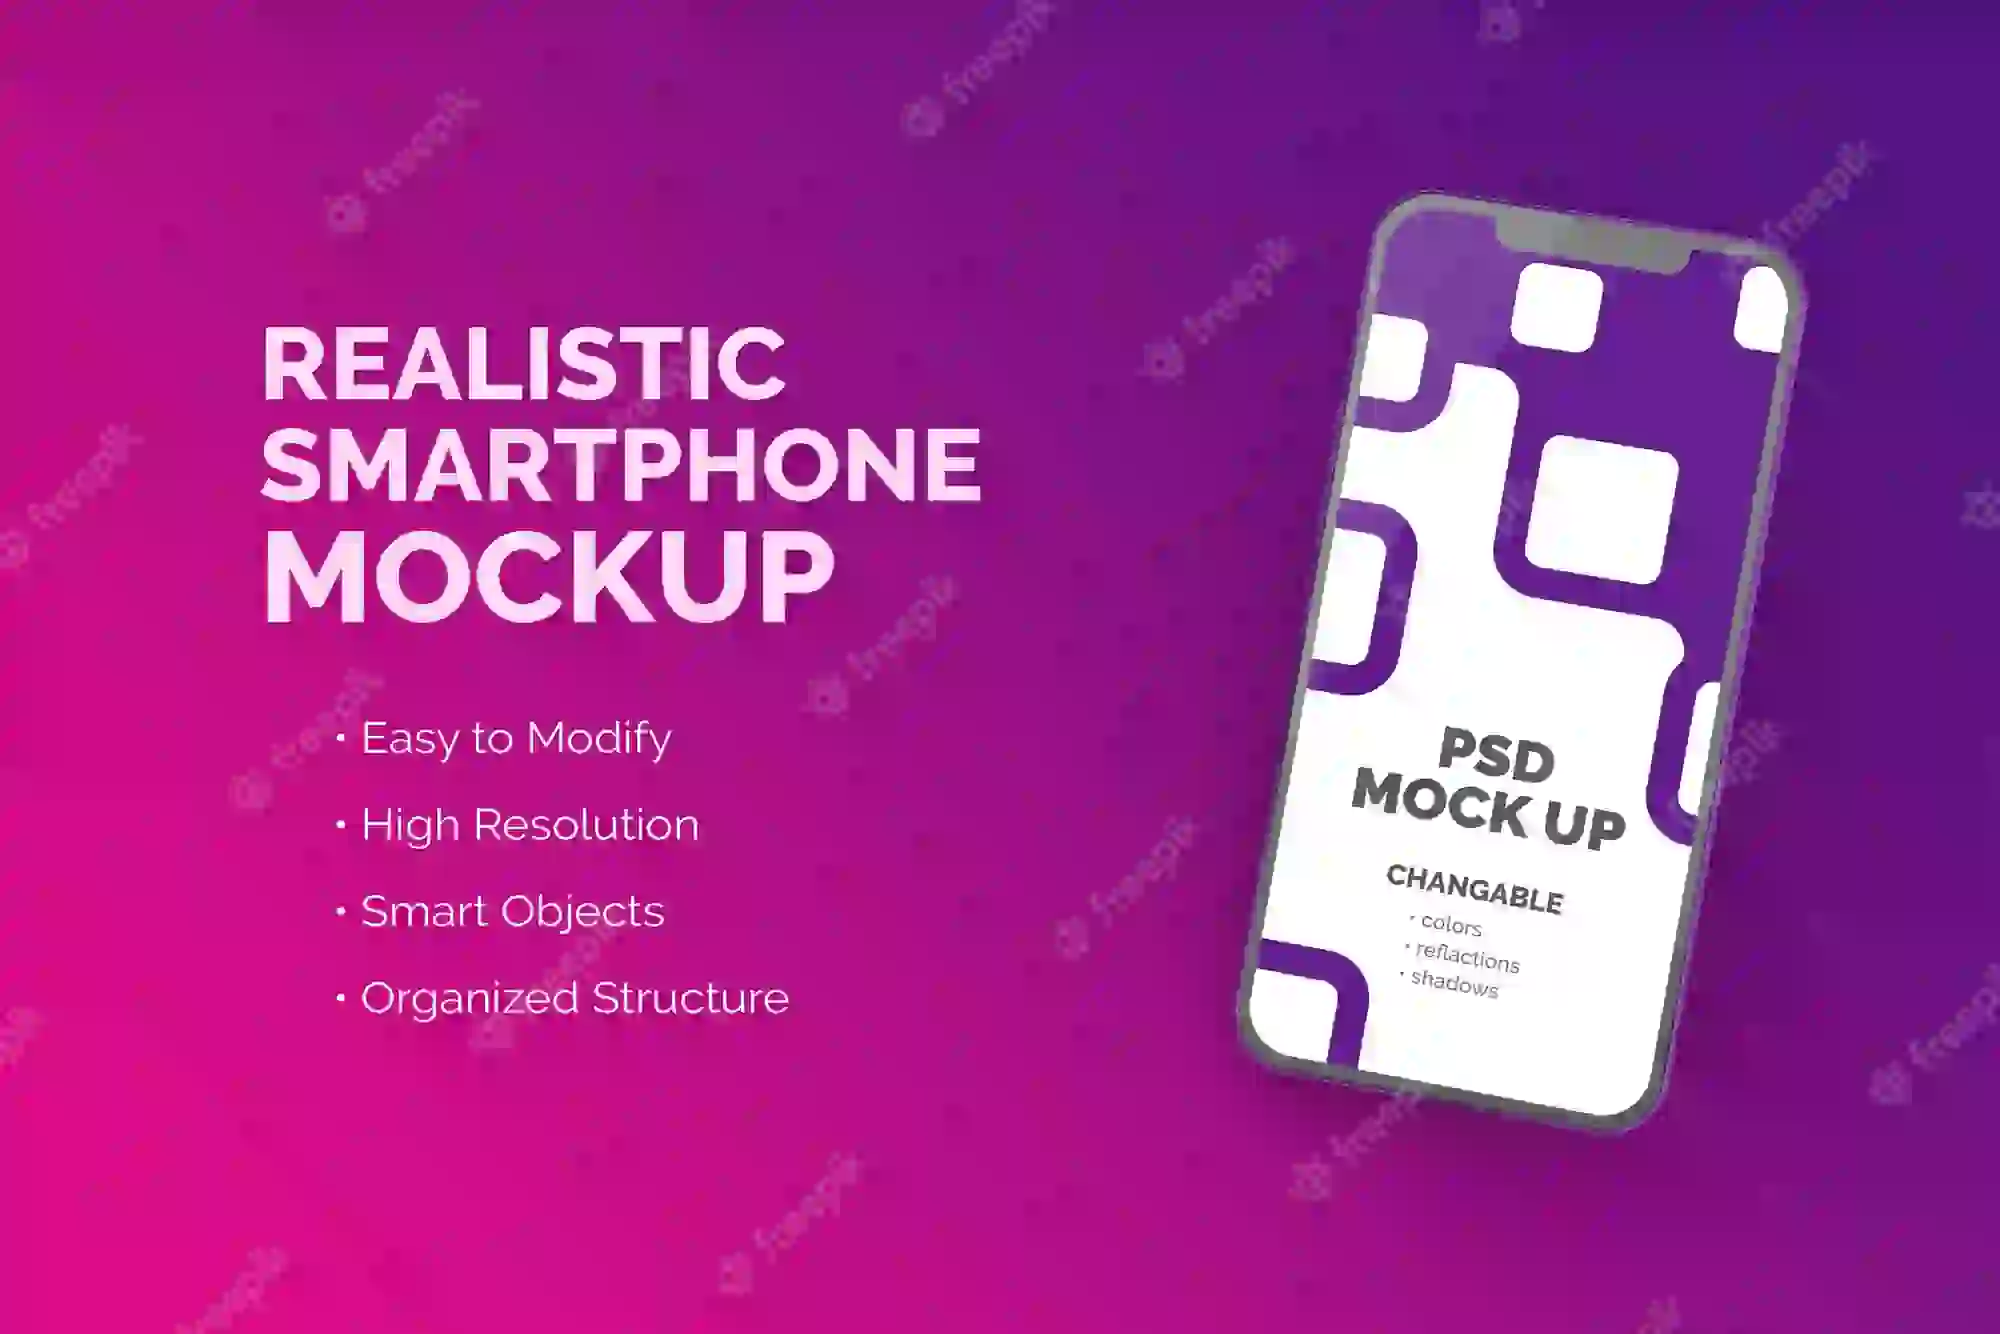 REALISTIC
SMARTPHONE
MOCKUP
• Easy to Modify
• High Resolution
• Smart Objects
• Organized Structure
PSD
MOCK UP
CHANGABLE
• colors
• reflactions
• shadows
freepik